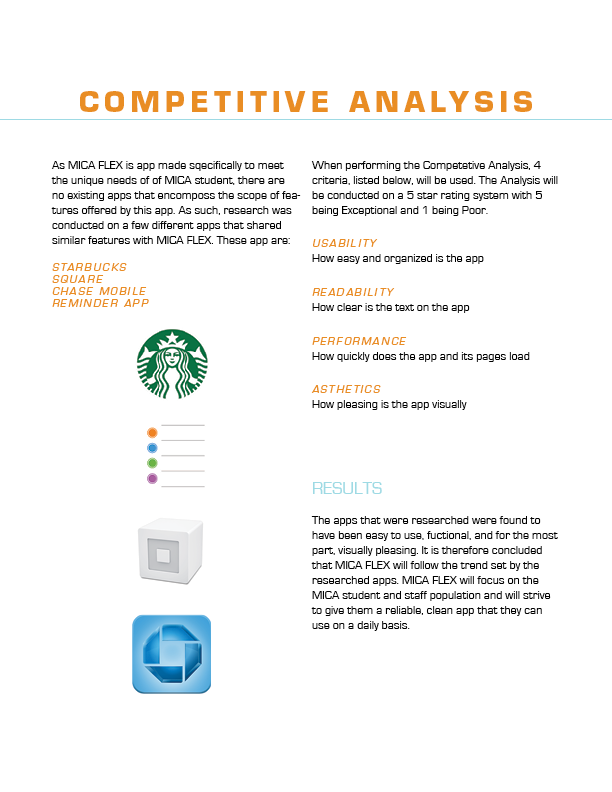 COMPETITIVE ANALYSIS
As MICA FLEX is app made sqecifically to meet
the unique needs of of MICA student, there are
no existing apps that encomposs the scope of fea-
tures offered by this app. As such, research was
conducted on a few different apps that shared
similar features with MICA FLEX. These app are:
STARBUCKS
SQUARE
CHASE MOBILE
REMINDER APP
When performing the Competetive Analysis, 4
criteria, listed below, will be used. The Analysis will
be conducted on a 5 star rating system with 5
being Exceptional and 1 being Poor.
USABILITY
How easy and organized is the app
READABILITY
How clear is the text on the app
PERFORMANCE
How quickly does the app and its pages load
ASTHETICS
How pleasing is the app visually
RESULTS
The apps that were researched were found to
have been easy to use, fuctional, and for the most
part, visually pleasing. It is therefore concluded
that MICA FLEX will follow the trend set by the
researched apps. MICA FLEX will focus on the
MICA student and staff population and will strive
to give them a reliable, clean app that they can
use on a daily basis.